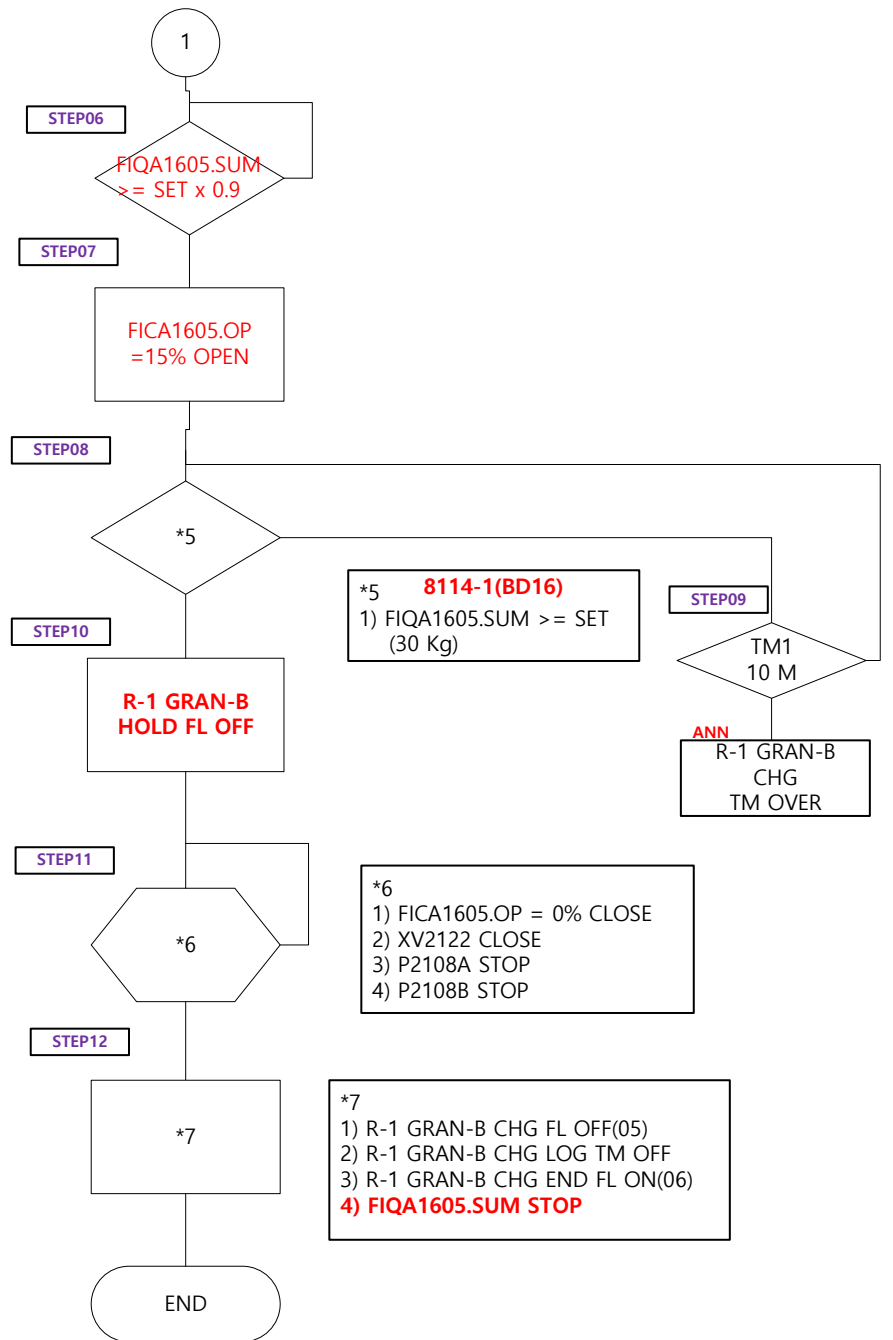 1
STEP06
FIQA1605.SUM
>= SET x 0.9
STEP07
FICA1605.OP
=15% OPEN
STEP08
*5
*5 8114-1(BD16)
1) FIQA1605.SUM >= SET
(30 Kg)
STEP09
TM1
10 M
ANN
R-1 GRAN-B
CHG
TM OVER
STEP10
R-1 GRAN-B
HOLD FL OFF
STEP11
*6
*6
1) FICA1605.OP = 0% CLOSE
2) XV2122 CLOSE
3) P2108A STOP
4) P2108B STOP
STEP12
*7
*7
1) R-1 GRAN-B CHG FL OFF(05)
2) R-1 GRAN-B CHG LOG TM OFF
3) R-1 GRAN-B CHG END FL ON(06)
4) FIQA1605.SUM STOP
END